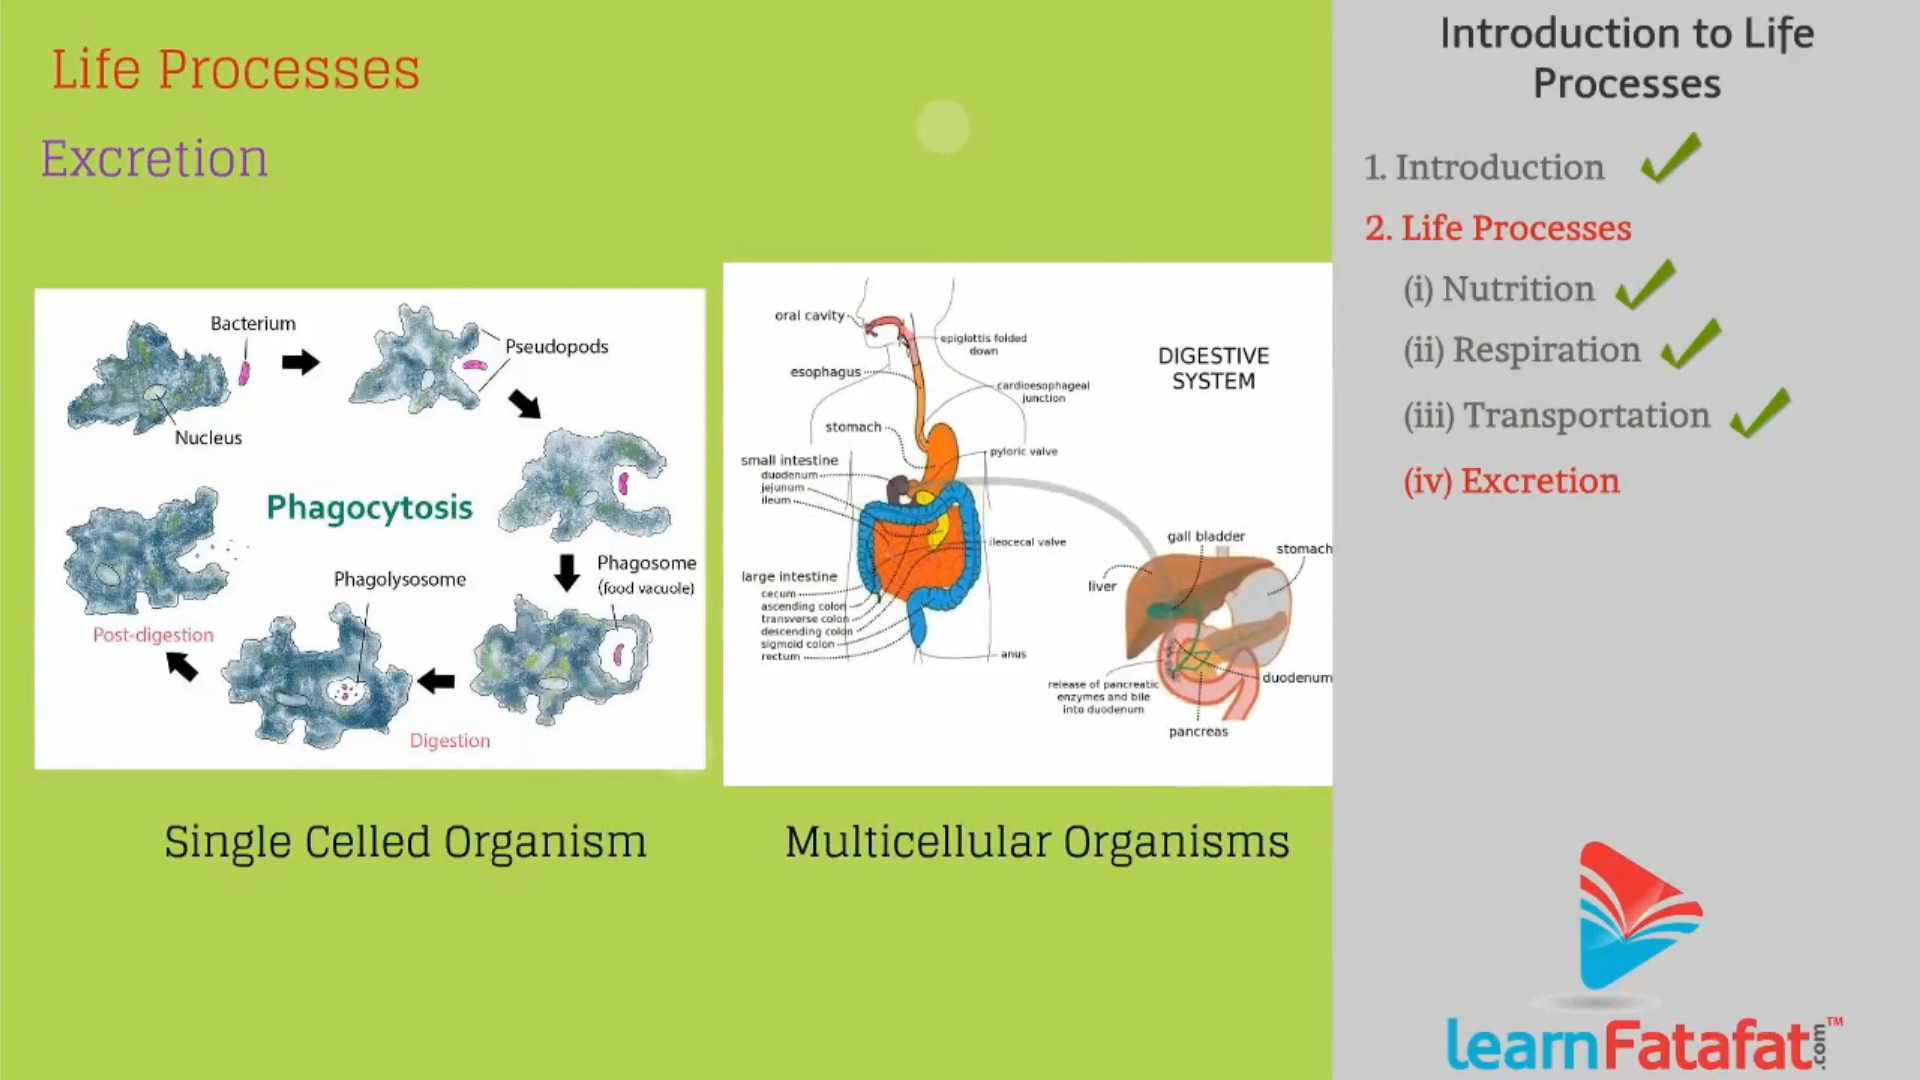 Life Processes
Excretion
Bacterium
Pseudopods
Nucleus
Phagocytosis
Phagosome
(food vacuole)
Phagolysosome
Post-digestion
Digestion
Single Celled Organism
oral cavity
epiglottis folded
down
esophagus
cardioesophageal
junction
DIGESTIVE
SYSTEM
stomach
pyloric valve
small intestine
duodenum
jejunum
ileum
ileocecal valve
gall bladder
stomach
large intestine
liver
cecum
ascending colon
transverse colon
descending colon
sigmoid colon
rectum
anus
duodenum
release of pancreatic
enzymes and bile
into duodenum
pancreas
Multicellular Organisms
Introduction to Life
Processes
1. Introduction
2. Life Processes
(i) Nutrition
(ii) Respiration
(iii) Transportation
(iv) Excretion
learnFatafat.com™